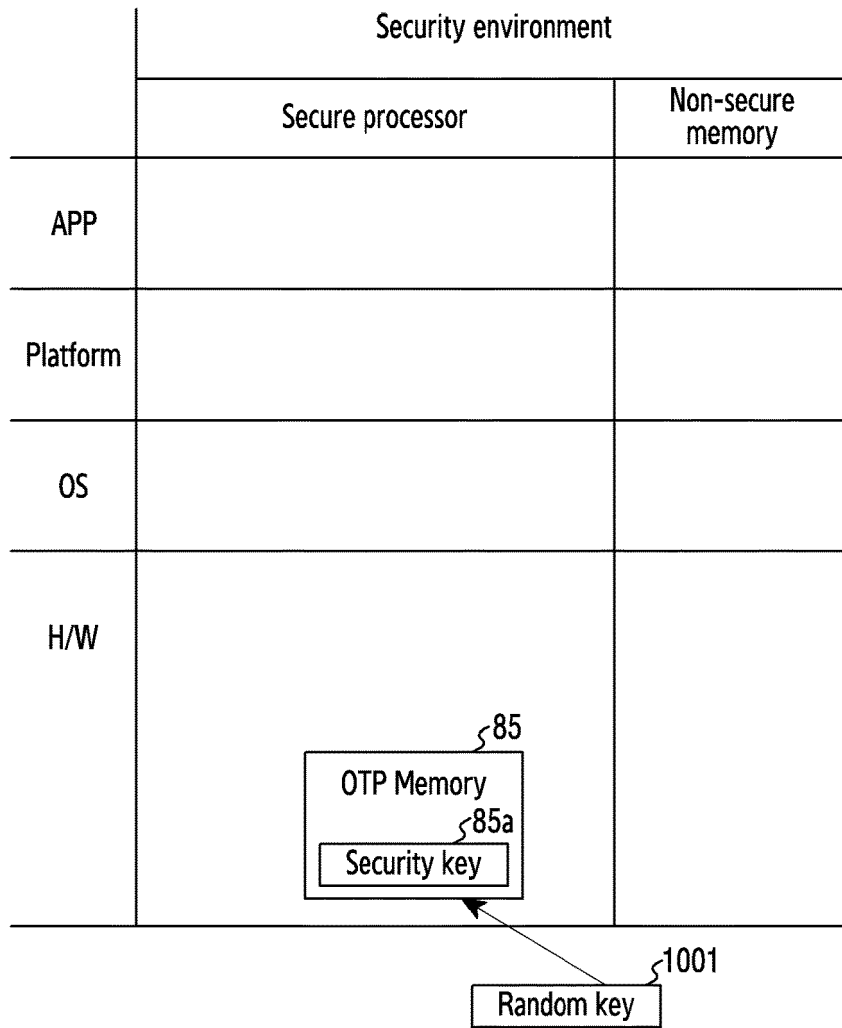 Security environment
Secure processor
Non-secure
memory
APP
Platform
OS
H/W
85
OTP Memory
85a
Security key
1001
Random key